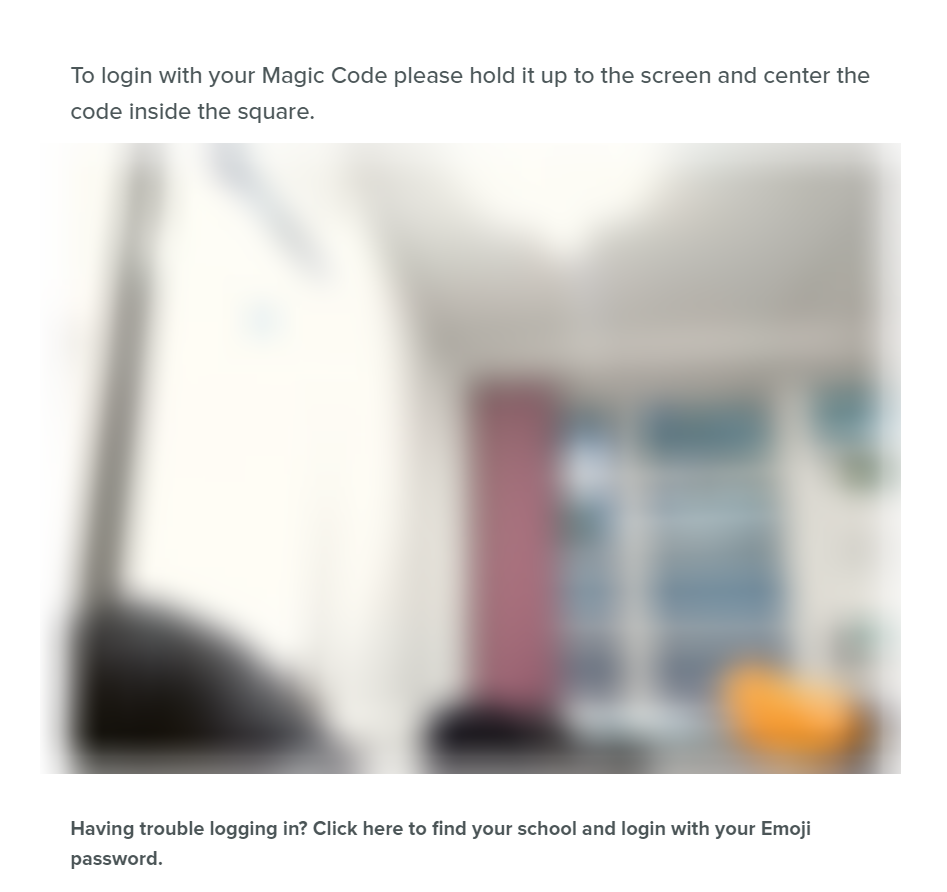 To login with your Magic Code please hold it up to the screen and center the
code inside the square.
Having trouble logging in? Click here to find your school and login with your Emoji
password.